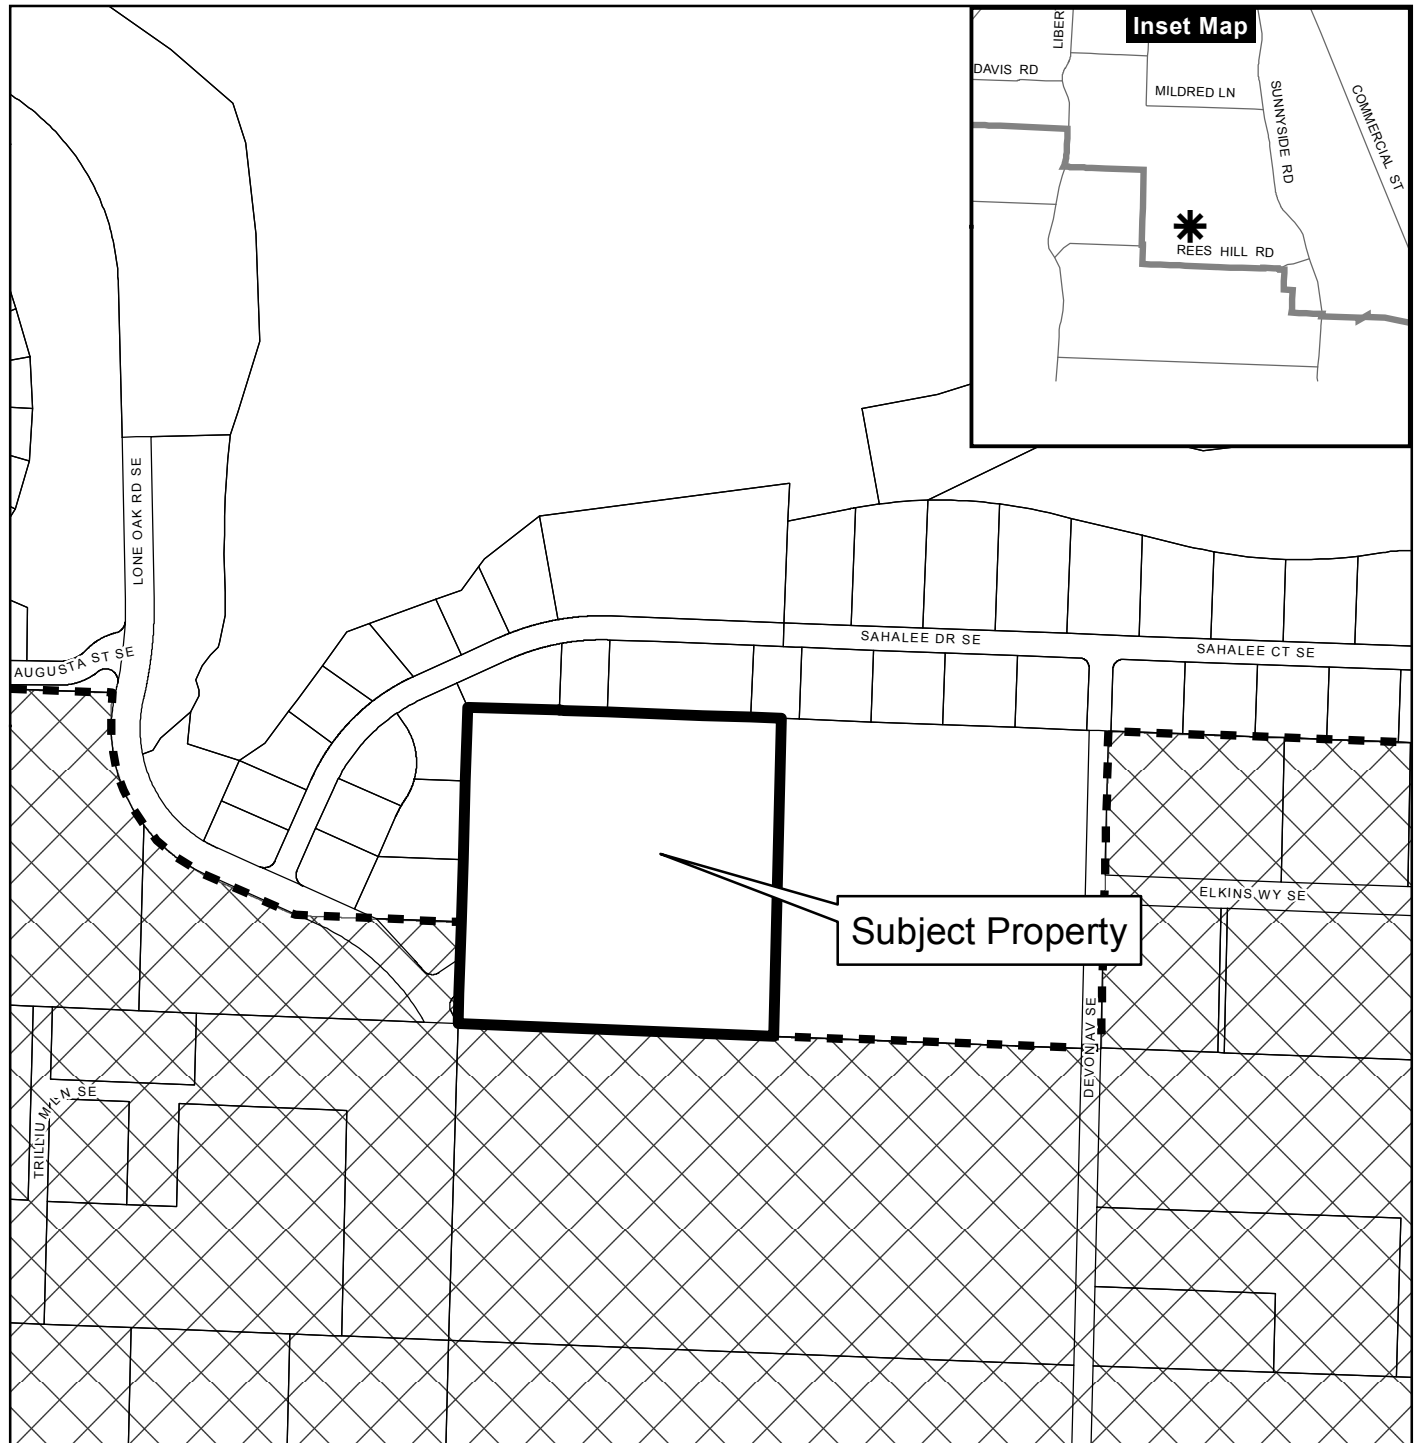 Inset Map
LIBER
DAVIS RD
MILDRED LN
SUNNYSIDE RD
COMMERCIAL ST
REES HILL RD
LONE OAK RD SE
SAHALEE DR SE
SAHALEE CT SE
AUGUSTA ST SE
ELKINS WY SE
Subject Property
DEVON AV SE
TRILLIUM LN SE